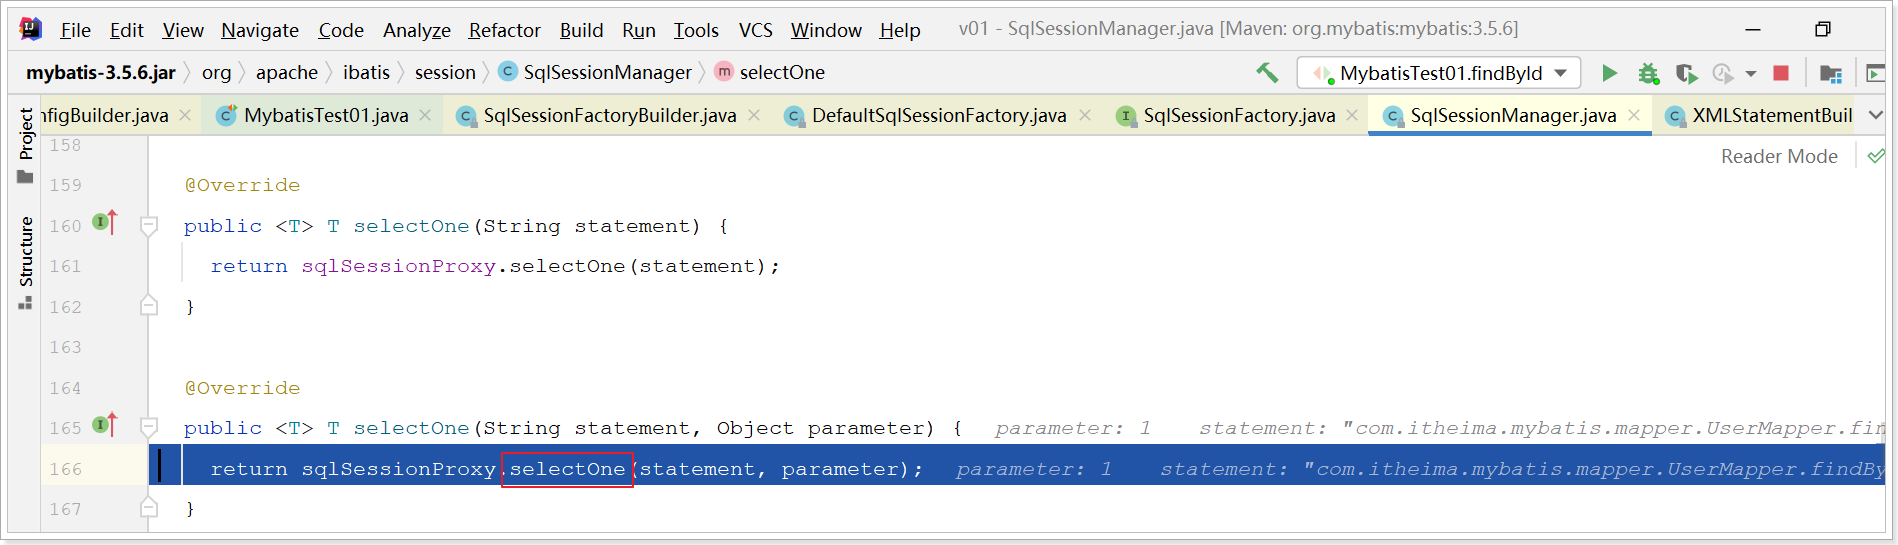 File Edit View Navigate Code Analyze Refactor Build Run Tools VCS Window Help v01 - SqlSessionManager.java [Maven: org.mybatis:mybatis:3.5.6]
mybatis-3.5.6.jar org apache ibatis session SqlSessionManager selectOne MybatisTest01.findById
nfigBuilder.java MybatisTest01.java SqlSessionFactoryBuilder.java DefaultSqlSessionFactory.java SqlSessionFactory.java SqlSessionManager.java XMLStatementBuil
Project
Structure
Reader Mode
158
159 @Override
160 public <T> T selectOne(String statement) {
161 return sqlSessionProxy.selectOne(statement);
162 }
163
164 @Override
165 public <T> T selectOne(String statement, Object parameter) { parameter: 1 statement: "com.itheima.mybatis.mapper.UserMapper.fin
166 return sqlSessionProxy.selectOne(statement, parameter); parameter: 1 statement: "com.itheima.mybatis.mapper.UserMapper.findBy
167 }